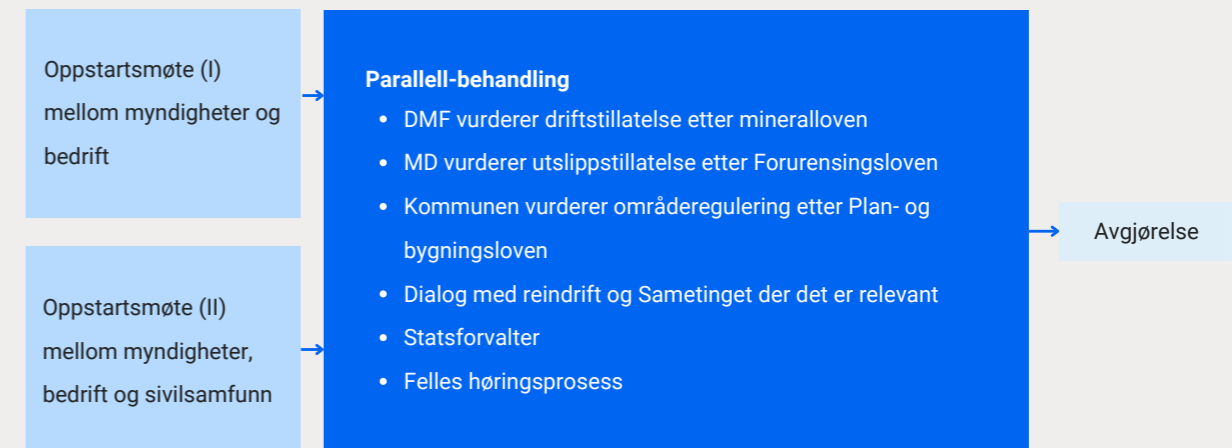 Oppstartsmøte (I)
mellom myndigheter og
bedrift
Oppstartsmøte (II)
mellom myndigheter,
bedrift og sivilsamfunn
Parallell-behandling
• DMF vurderer driftstillatelse etter mineralloven
• MD vurderer utslippstillatelse etter Forurensingsloven
• Kommunen vurderer områderegulering etter Plan- og
bygningsloven
• Dialog med reindrift og Sametinget der det er relevant
• Statsforvalter
• Felles høringsprosess
Avgjørelse